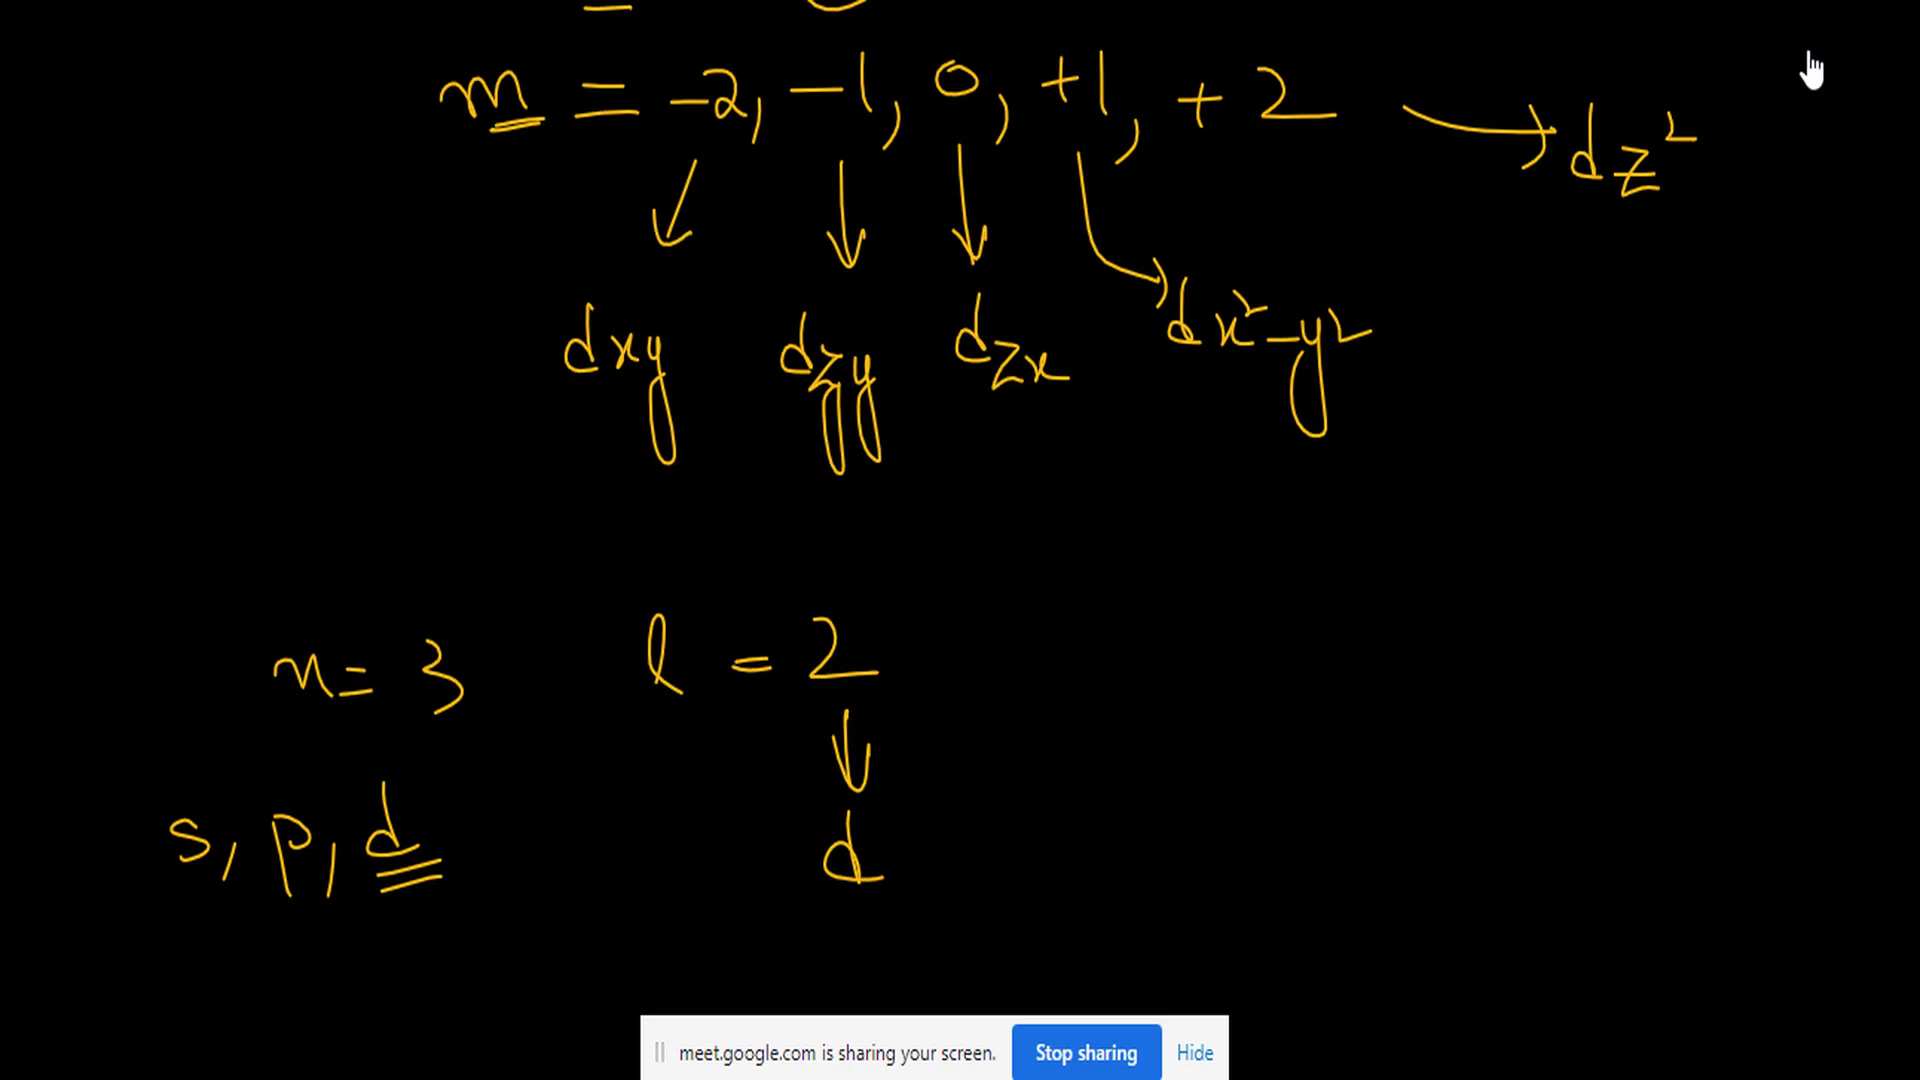 m = -2, -1, 0, +1, +2 → dz²
dxy dzy dzx dx²-y²
n = 3 l = 2
s, p, d d
meet.google.com is sharing your screen. Stop sharing Hide